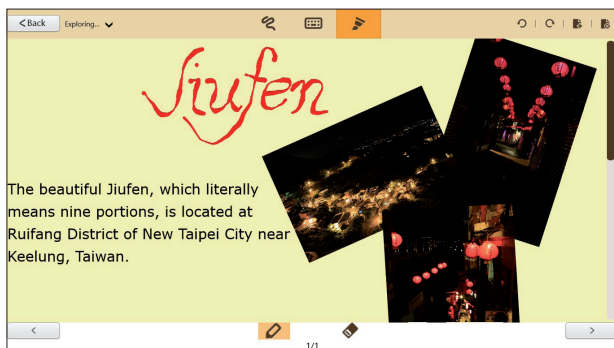 <Back Exploring...
Jiufen
The beautiful Jiufen, which literally
means nine portions, is located at
Ruifang District of New Taipei City near
Keelung, Taiwan.
< >
1/1